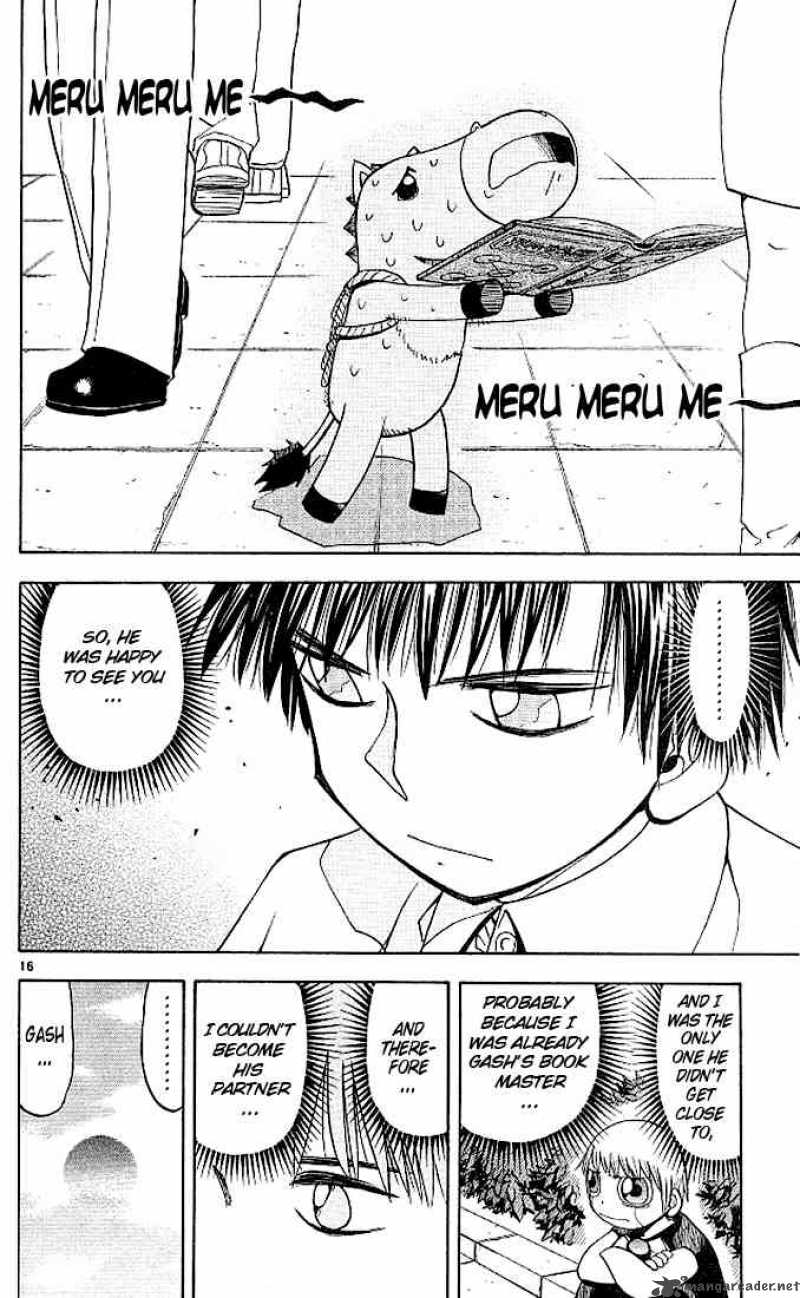 MERU MERU ME
MERU MERU ME
.........
SO, HE
WAS HAPPY
TO SEE YOU
...
16
AND I
WAS THE
ONLY
ONE HE
DIDN'T
GET
CLOSE
TO,
PROBABLY
BECAUSE I
WAS ALREADY
GASH'S BOOK
MASTER
...
AND
THERE-
FORE
...
I COULDN'T
BECOME
HIS
PARTNER
...
.........
GASH
...
mangareader.net